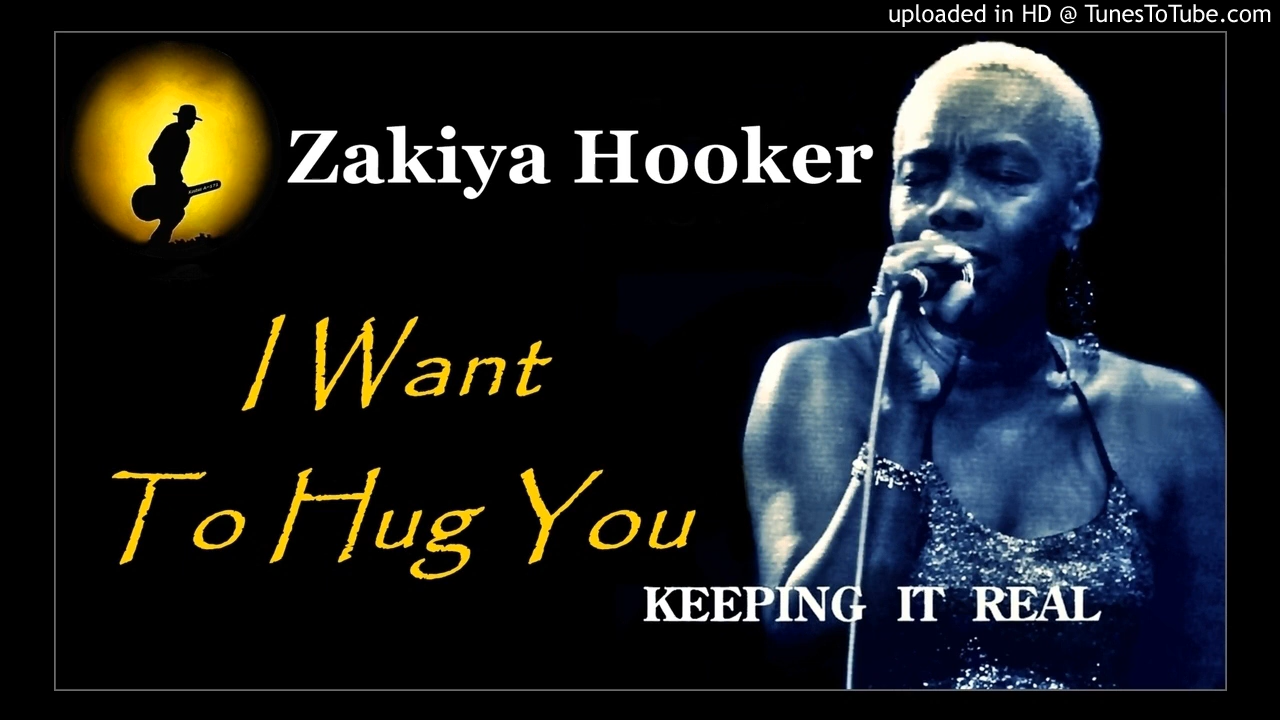 uploaded in HD @ TunesToTube.com
Zakiya Hooker
I Want
To Hug You
KEEPING IT REAL